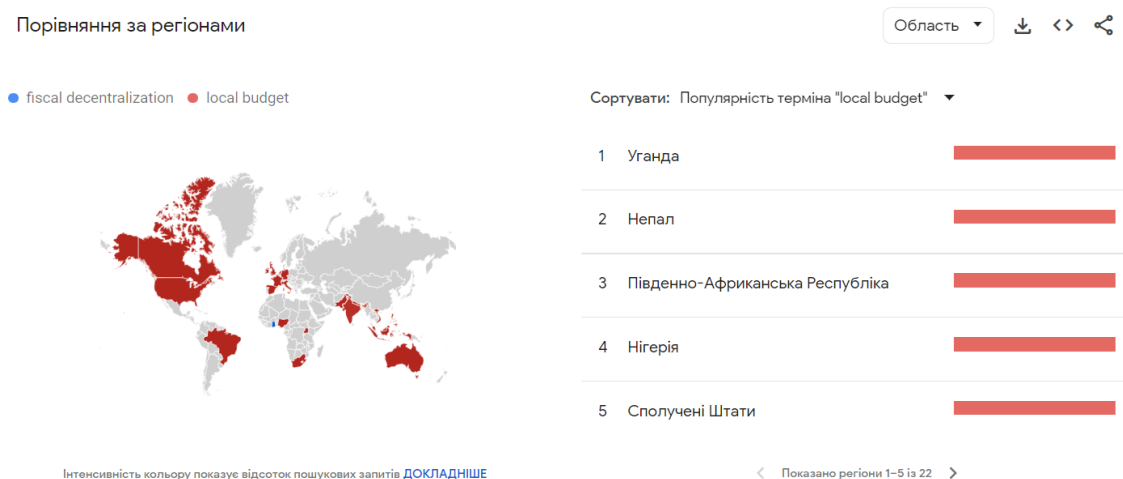 Порівняння за регіонами
Область
fiscal decentralization local budget
Сортувати: Популярність терміна "local budget"
1 Уганда
2 Непал
3 Південно-Африканська Республіка
4 Нігерія
5 Сполучені Штати
Інтенсивність кольору показує відсоток пошукових запитів ДОКЛАДНІШЕ
Показано регіони 1–5 із 22